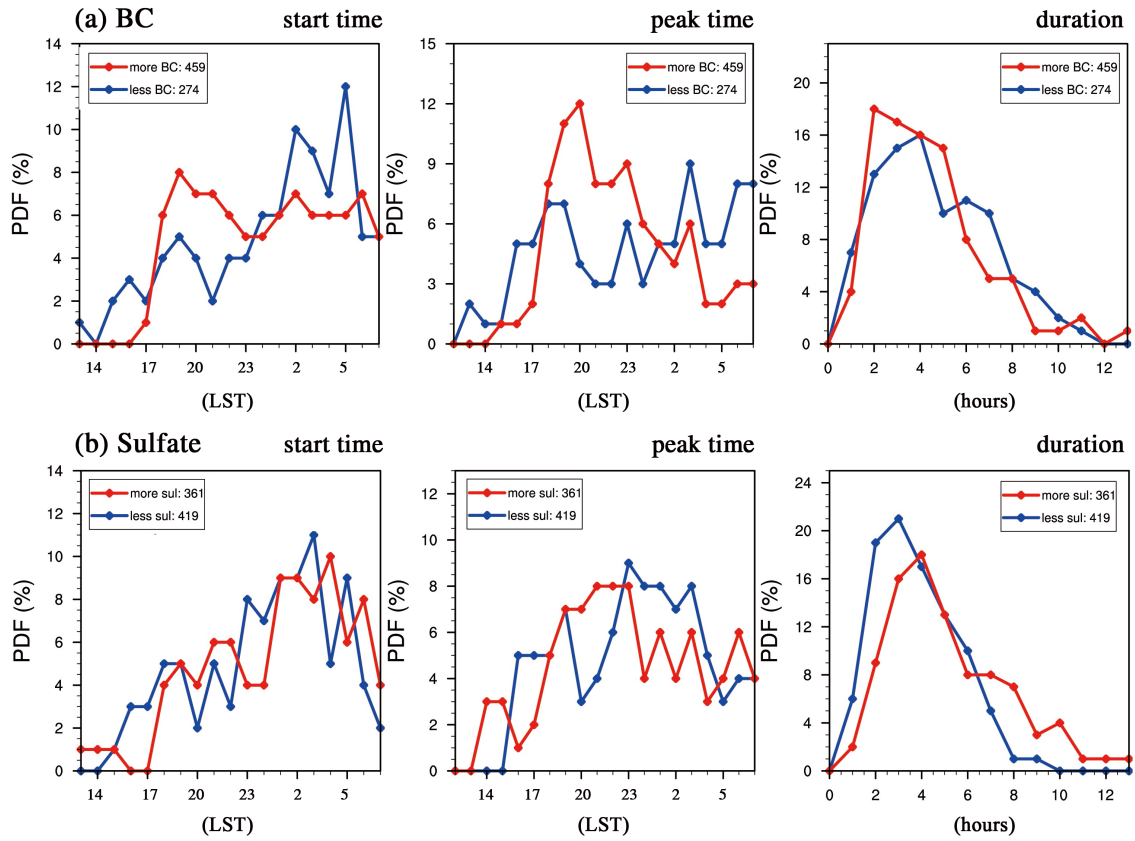 (a) BC start time peak time duration
14 15 20
12 12 16
10 9 12
8 6 8
6 3 4
4 0 0
2
0
PDF (%) PDF (%) PDF (%)
more BC: 459 more BC: 459 more BC: 459
less BC: 274 less BC: 274 less BC: 274
14 17 20 23 2 5 14 17 20 23 2 5 0 2 4 6 8 10 12
(LST) (LST) (hours)
(b) Sulfate start time peak time duration
14 12 24
12 10 20
10 8 16
8 6 12
6 4 8
4 2 4
2 0 0
0
PDF (%) PDF (%) PDF (%)
more sul: 361 more sul: 361 more sul: 361
less sul: 419 less sul: 419 less sul: 419
14 17 20 23 2 5 14 17 20 23 2 5 0 2 4 6 8 10 12
(LST) (LST) (hours)